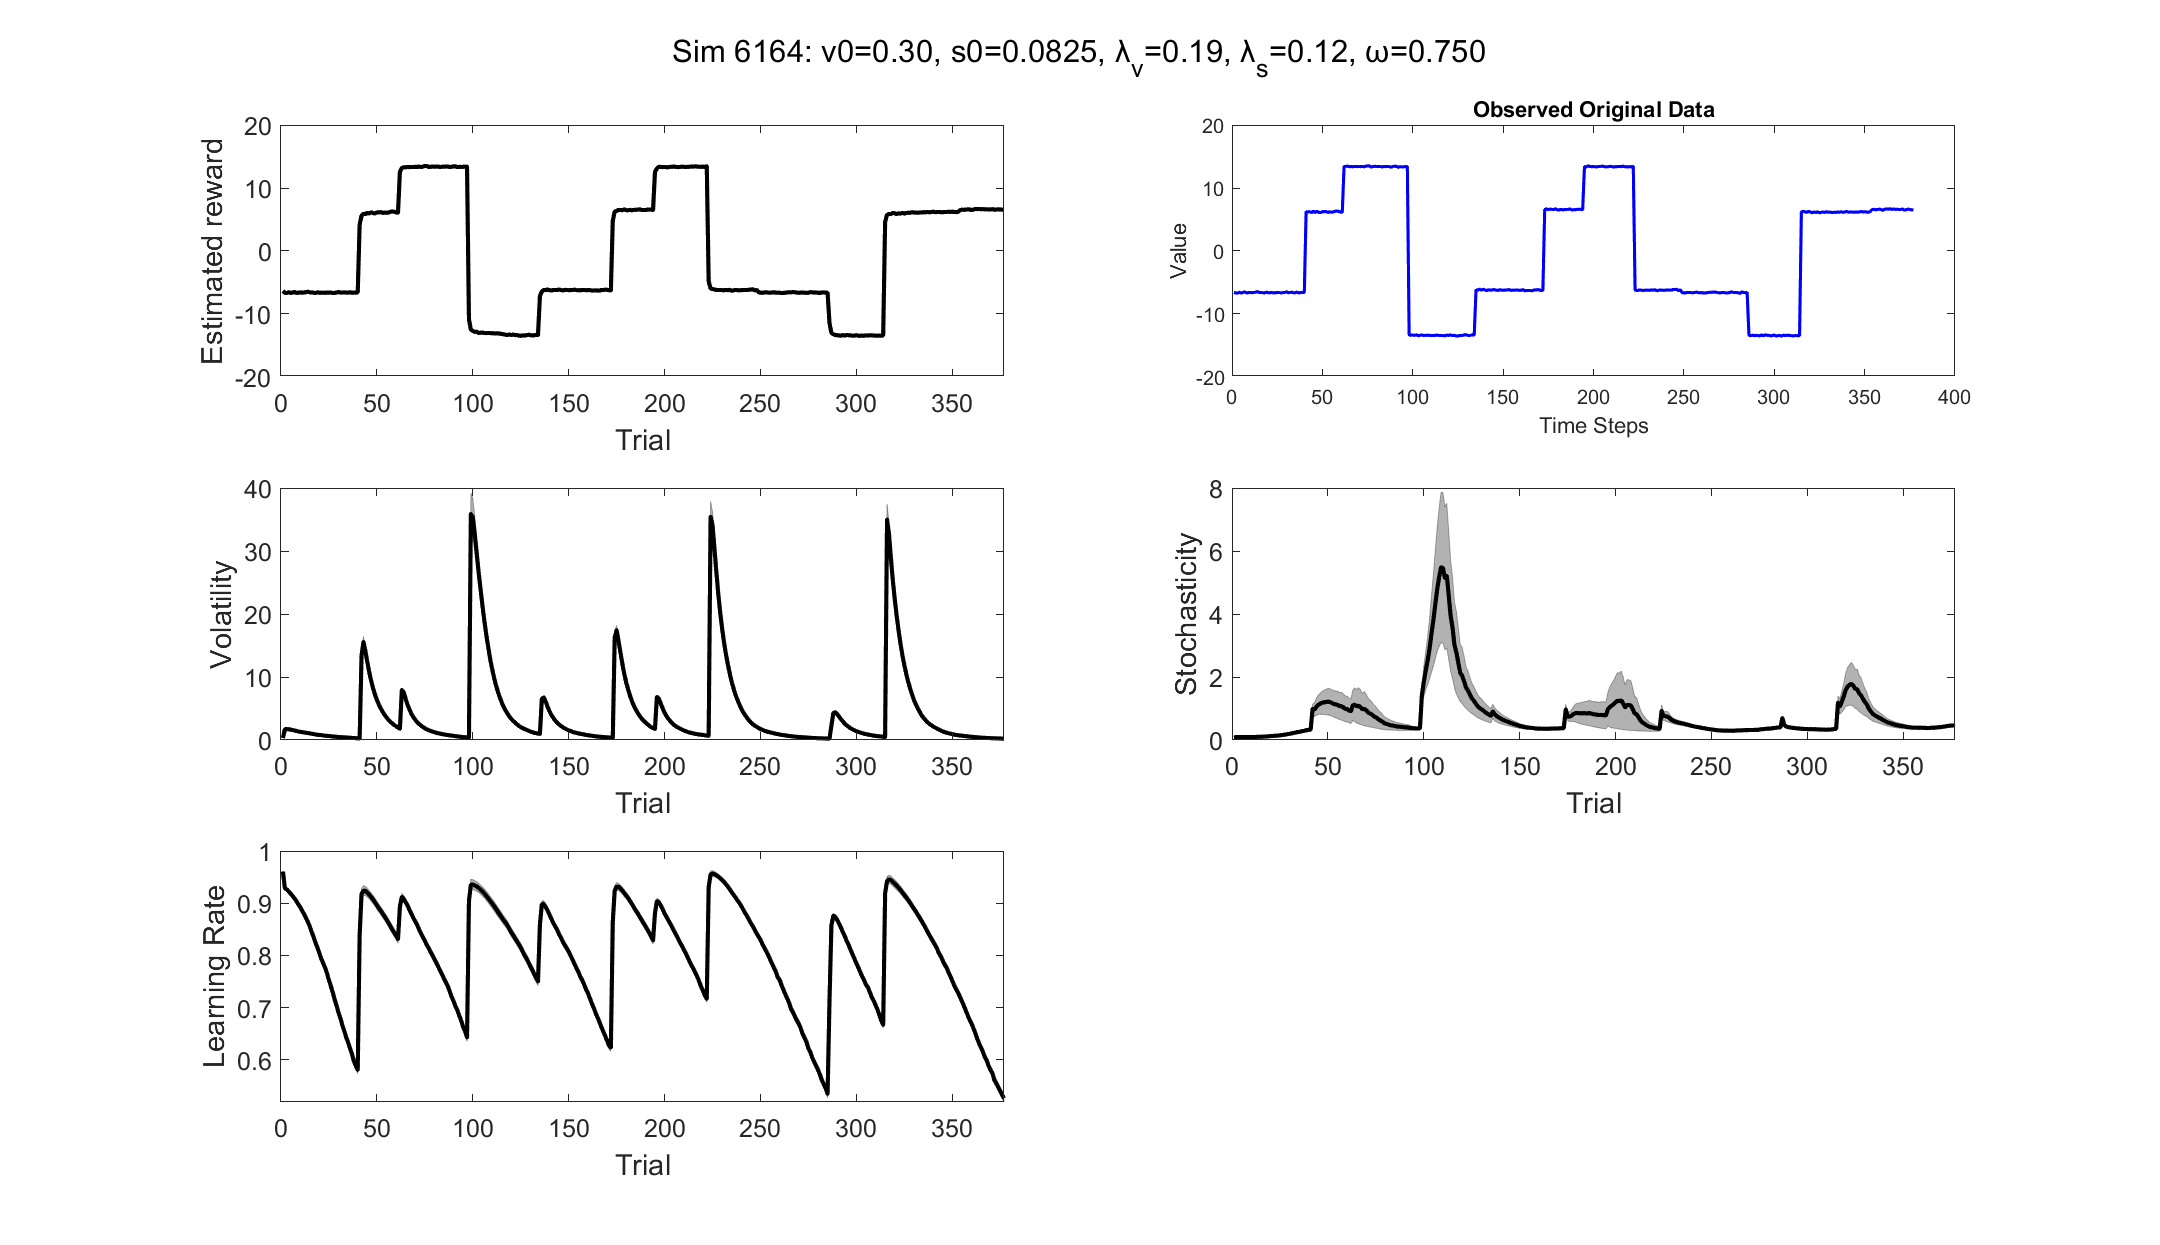 Sim 6164: v0=0.30, s0=0.0825, λ_v=0.19, λ_s=0.12, ω=0.750
20
10
0
-10
-20
Estimated reward
0 50 100 150 200 250 300 350
Trial
Observed Original Data
20
10
0
-10
-20
Value
0 50 100 150 200 250 300 350 400
Time Steps
40
30
20
10
0
Volatility
0 50 100 150 200 250 300 350
Trial
8
6
4
2
0
Stochasticity
0 50 100 150 200 250 300 350
Trial
1
0.9
0.8
0.7
0.6
Learning Rate
0 50 100 150 200 250 300 350
Trial